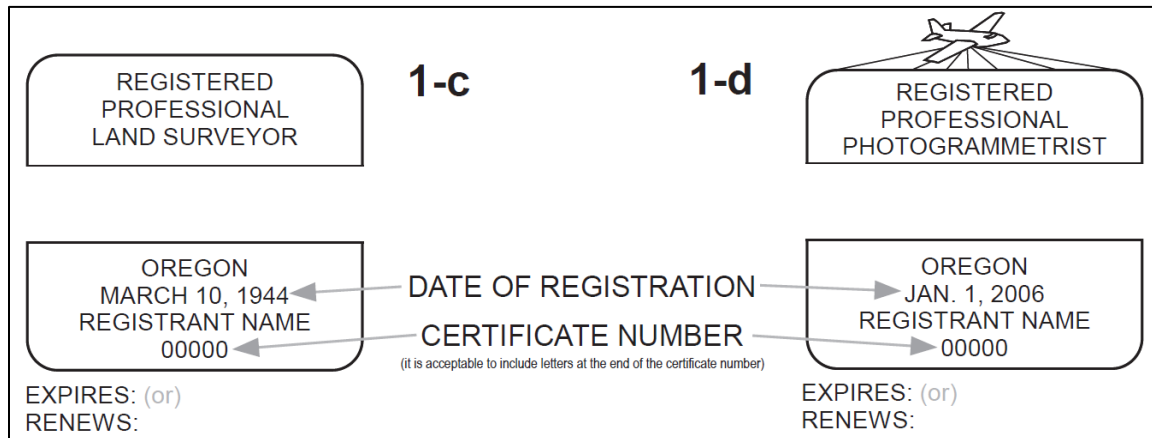 REGISTERED
PROFESSIONAL
LAND SURVEYOR
1-c
1-d
REGISTERED
PROFESSIONAL
PHOTOGRAMMETRIST
OREGON
MARCH 10, 1944
REGISTRANT NAME
00000
EXPIRES: (or)
RENEWS:
DATE OF REGISTRATION
CERTIFICATE NUMBER
(it is acceptable to include letters at the end of the certificate number)
OREGON
JAN. 1, 2006
REGISTRANT NAME
00000
EXPIRES: (or)
RENEWS: